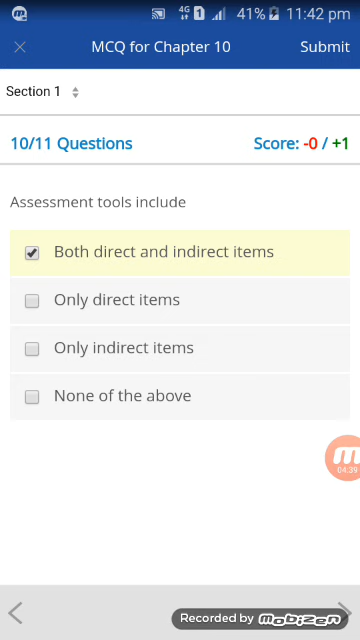 4G 1 41% 11:42 pm
MCQ for Chapter 10 Submit
Section 1
10/11 Questions Score: -0 / +1
Assessment tools include
Both direct and indirect items
Only direct items
Only indirect items
None of the above
m
04:39
Recorded by mobizen